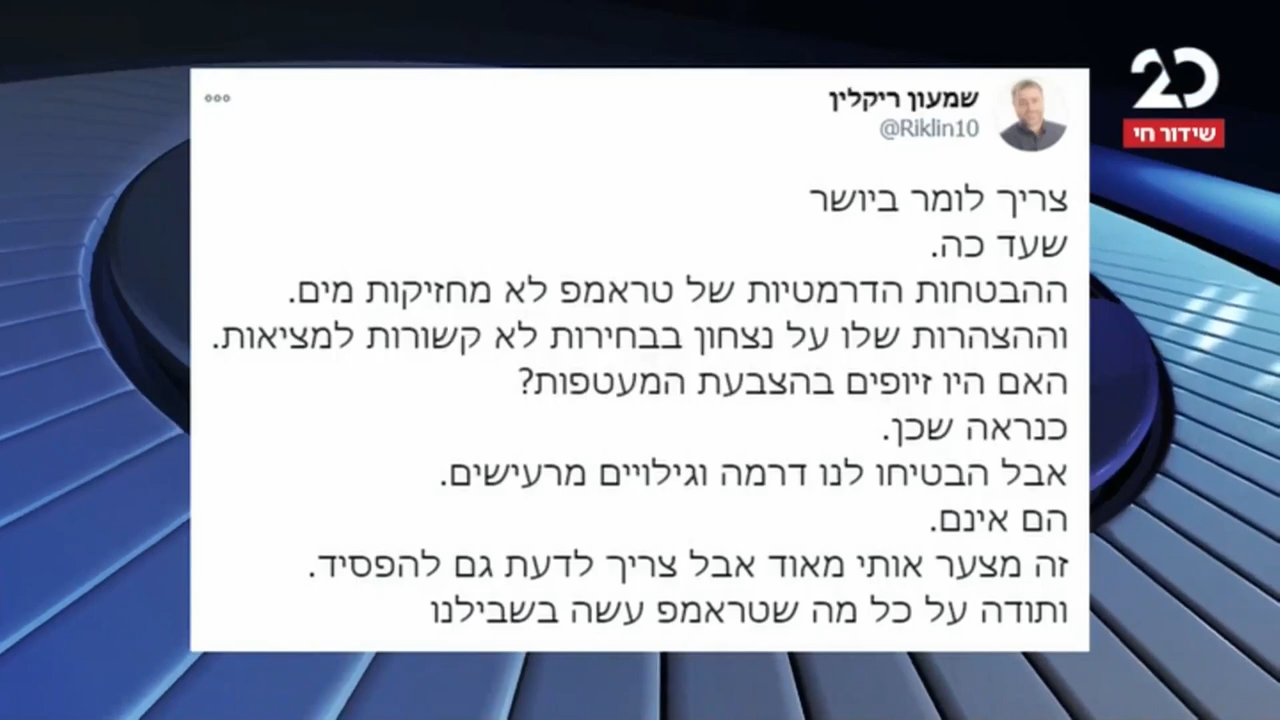 20
שידור חי
שמעון ריקלין
@Riklin10
צריך לומר ביושר
שעד כה.
ההבטחות הדרמטיות של טראמפ לא מחזיקות מים.
וההצהרות שלו על נצחון בבחירות לא קשורות למציאות.
האם היו זיופים בהצבעת המעטפות?
כנראה שכן.
אבל הבטיחו לנו דרמה וגילויים מרעישים.
הם אינם.
זה מצער אותי מאוד אבל צריך לדעת גם להפסיד.
ותודה על כל מה שטראמפ עשה בשבילנו